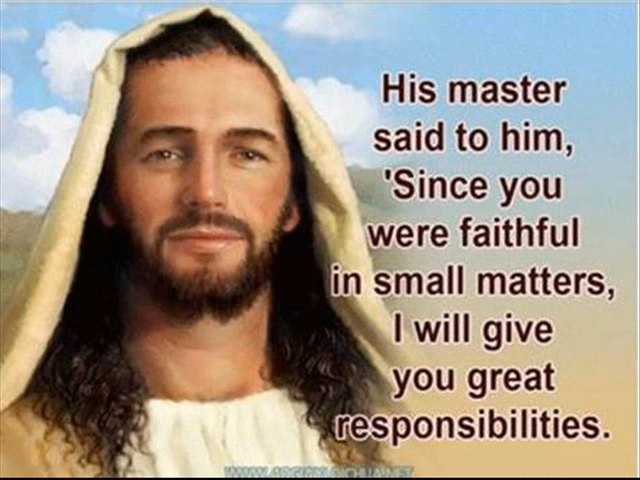 His master
said to him,
'Since you
were faithful
in small matters,
I will give
you great
responsibilities.